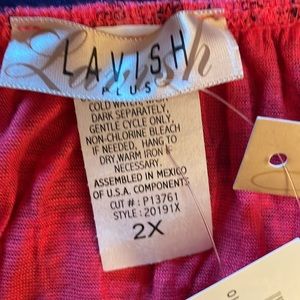 Lavish
LAVISH
PLUS
COLD WATER WASH
DARK SEPARATELY,
GENTLE CYCLE ONLY,
NON-CHLORINE BLEACH
IF NEEDED, HANG TO
DRY, WARM IRON IF
NECESSARY.
ASSEMBLED IN MEXICO
OF U.S.A. COMPONENTS
CUT # : P13761
STYLE: 20191X
2X